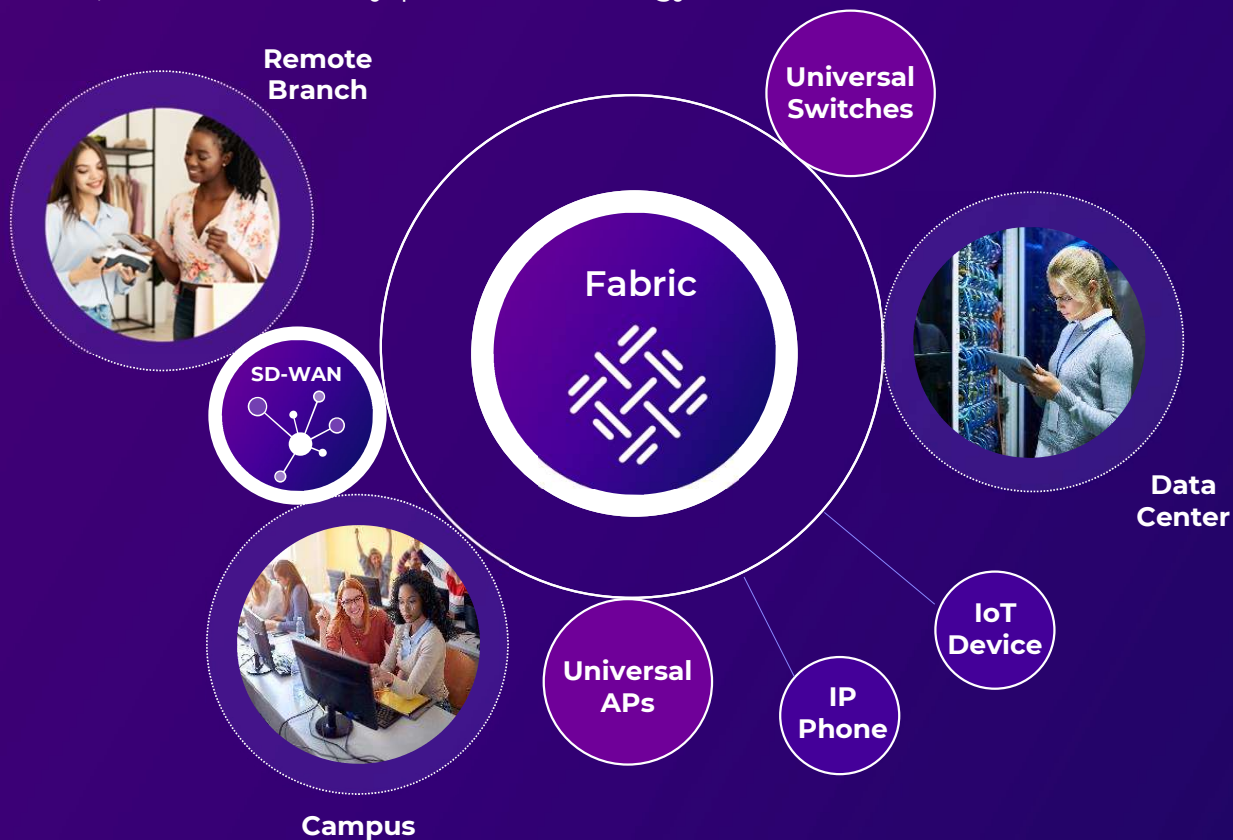 Remote
Branch
Universal
Switches
Fabric
SD-WAN
Data
Center
IoT
Device
Universal
APs
IP
Phone
Campus